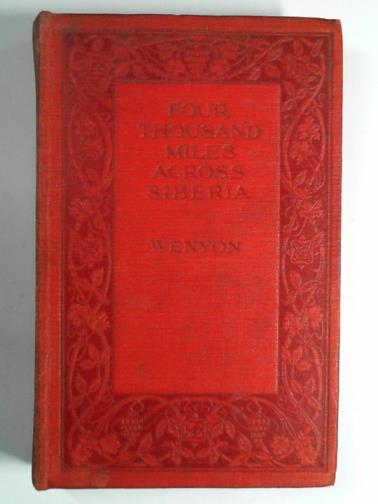 FOUR
THOUSAND
MILES
ACROSS
SIBERIA
WENYON